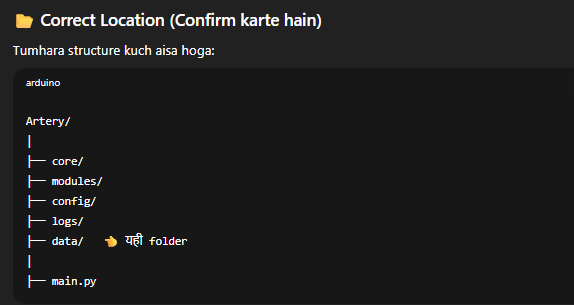 📂 Correct Location (Confirm karte hain)
Tumhara structure kuch aisa hoga:
arduino
Artery/
│
├── core/
├── modules/
├── config/
├── logs/
├── data/   👈 यही folder
│
├── main.py